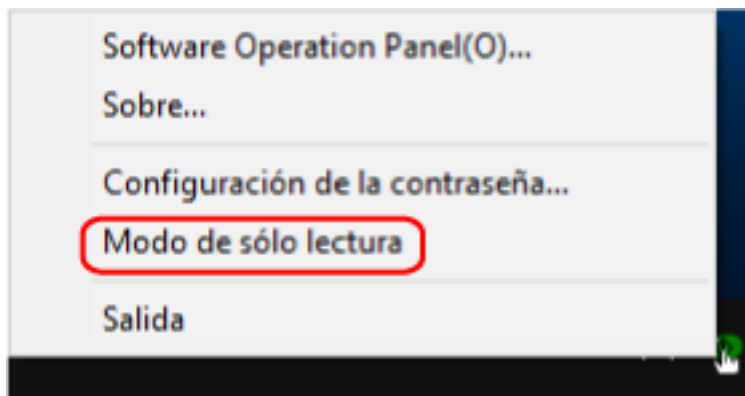 Software Operation Panel(O)...
Sobre...
Configuración de la contraseña...
Modo de sólo lectura
Salida